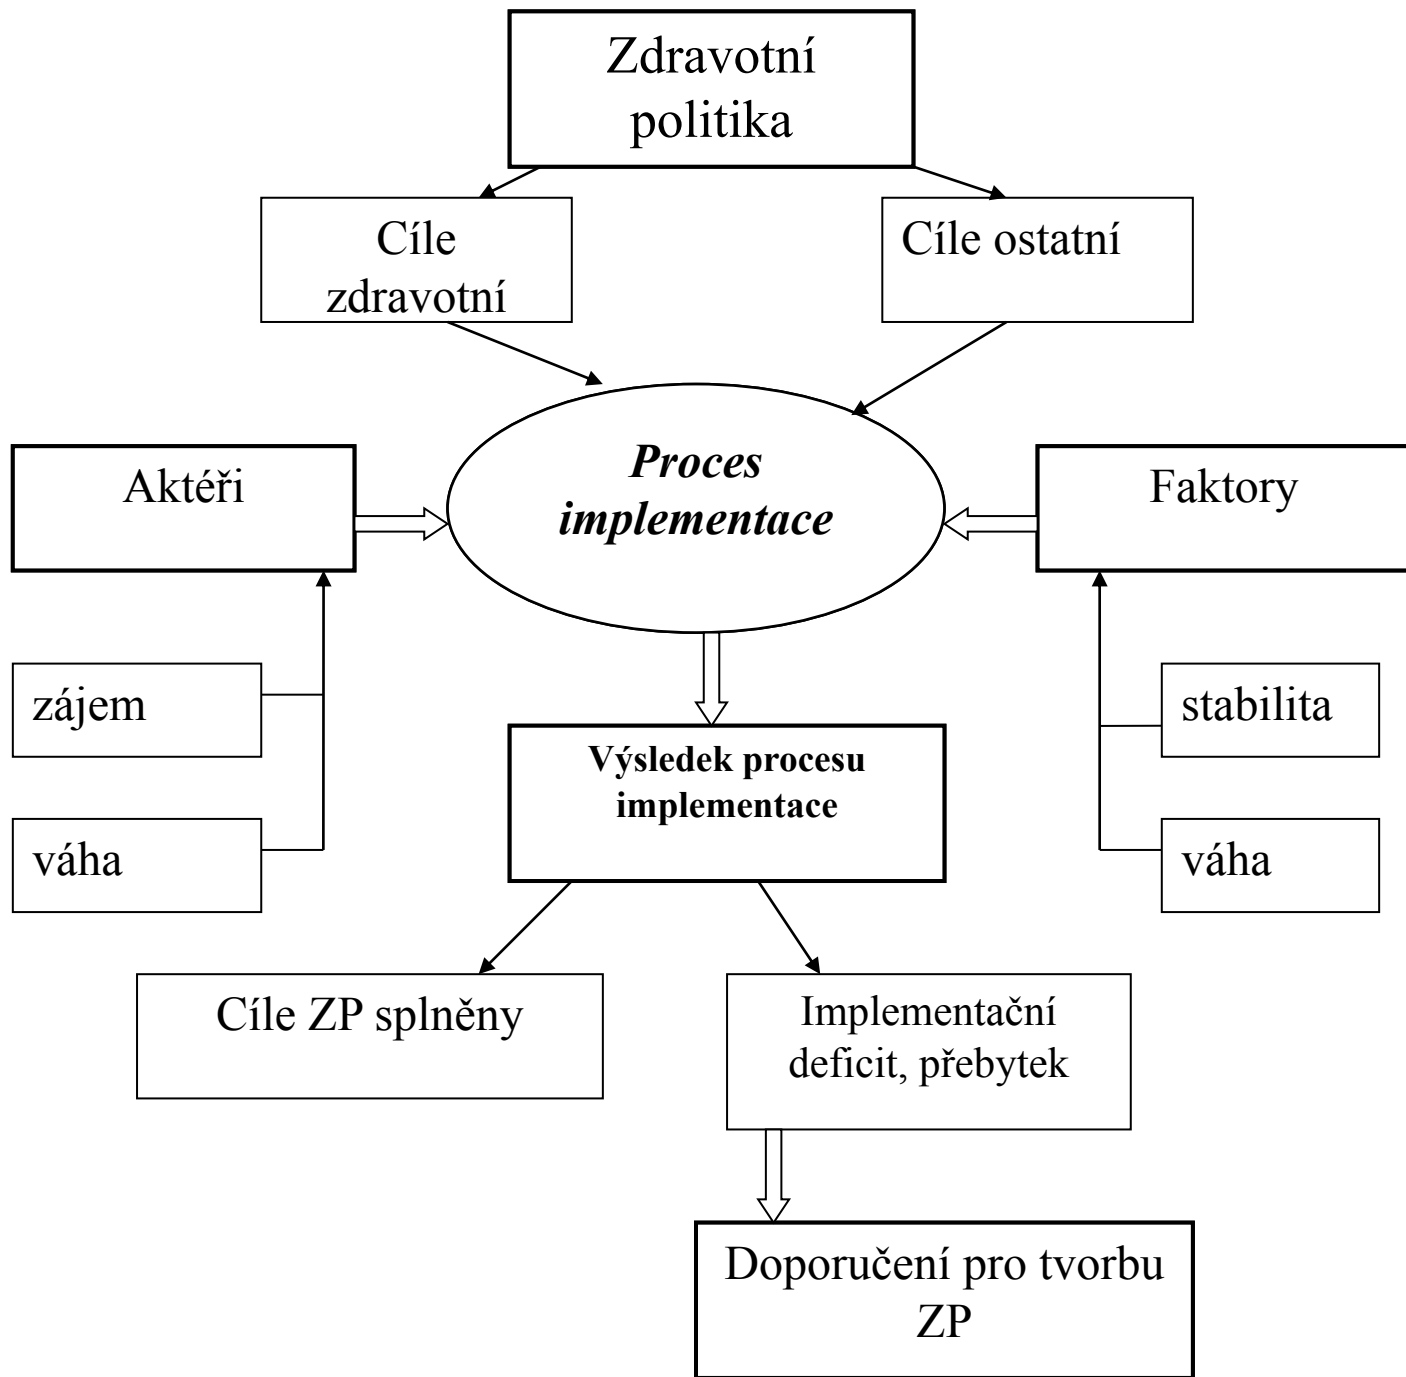 Zdravotní
politika
Cíle
zdravotní
Cíle ostatní
Proces
implementace
Aktéři
Faktory
zájem
váha
stabilita
váha
Výsledek procesu
implementace
Cíle ZP splněny
Implementační
deficit, přebytek
Doporučení pro tvorbu
ZP